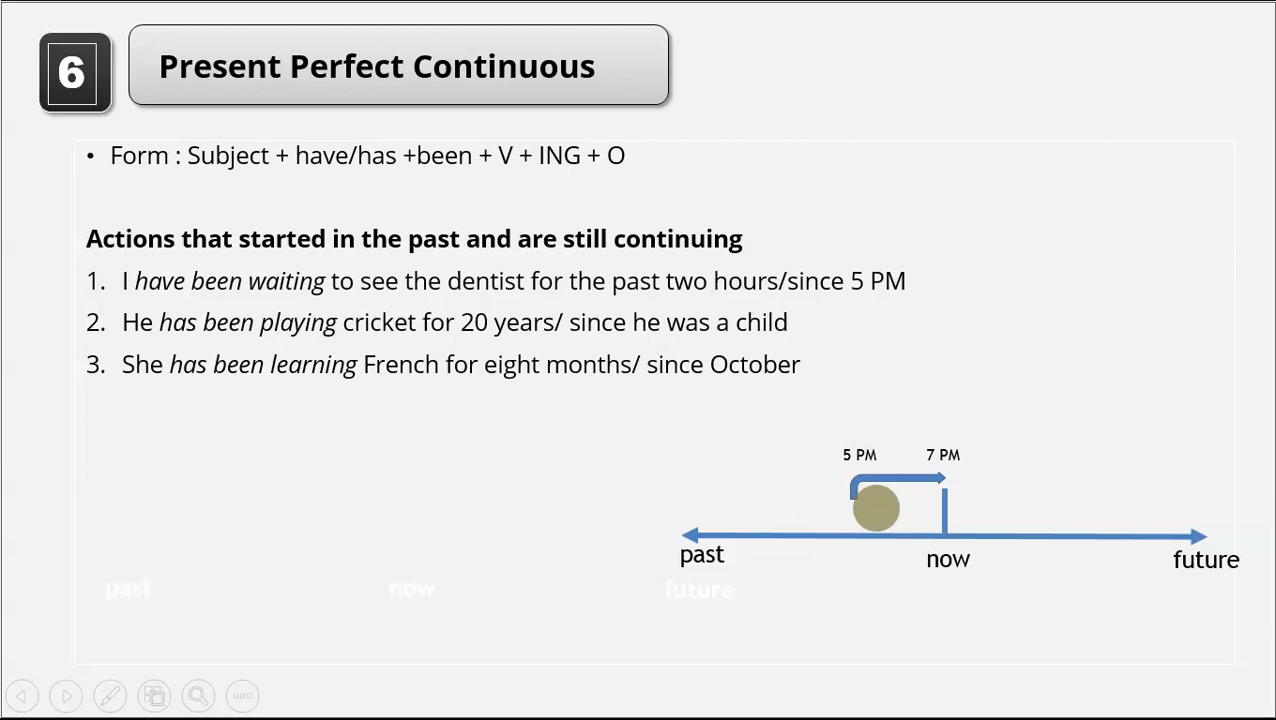 6
Present Perfect Continuous
• Form : Subject + have/has +been + V + ING + O
Actions that started in the past and are still continuing
1. I have been waiting to see the dentist for the past two hours/since 5 PM
2. He has been playing cricket for 20 years/ since he was a child
3. She has been learning French for eight months/ since October
5 PM 7 PM
past now future
past now future